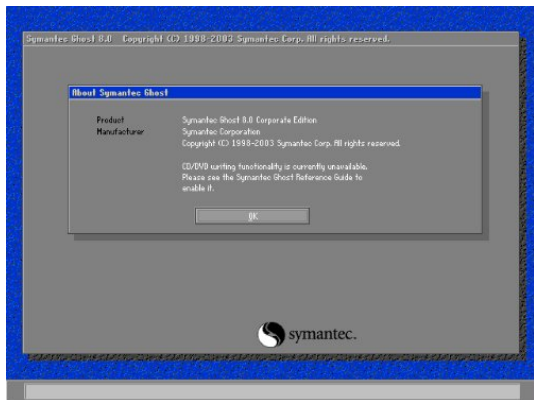 Symantec Ghost 8.0 Copyright (C) 1998-2003 Symantec Corp. All rights reserved.
About Symantec Ghost
Product Symantec Ghost 8.0 Corporate Edition
Manufacturer Symantec Corporation
Copyright (C) 1998-2003 Symantec Corp. All rights reserved.
CD/DVD writing functionality is currently unavailable.
Please see the Symantec Ghost Reference Guide to
enable it.
OK
symantec.